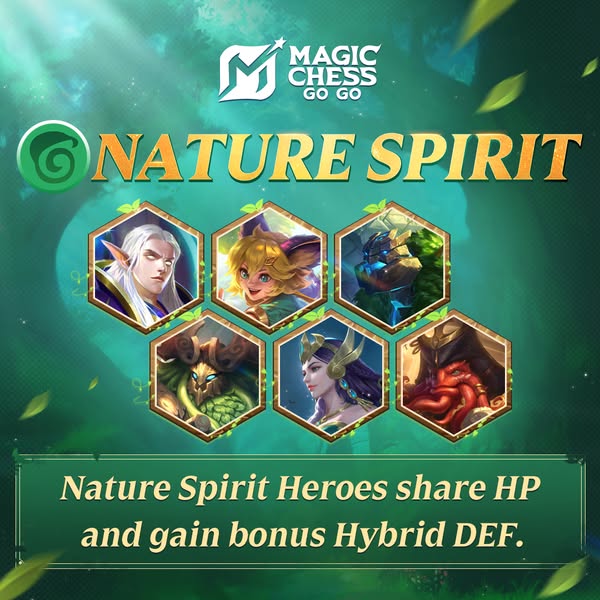 MAGIC
CHESS
GO GO
NATURE SPIRIT
Nature Spirit Heroes share HP
and gain bonus Hybrid DEF.